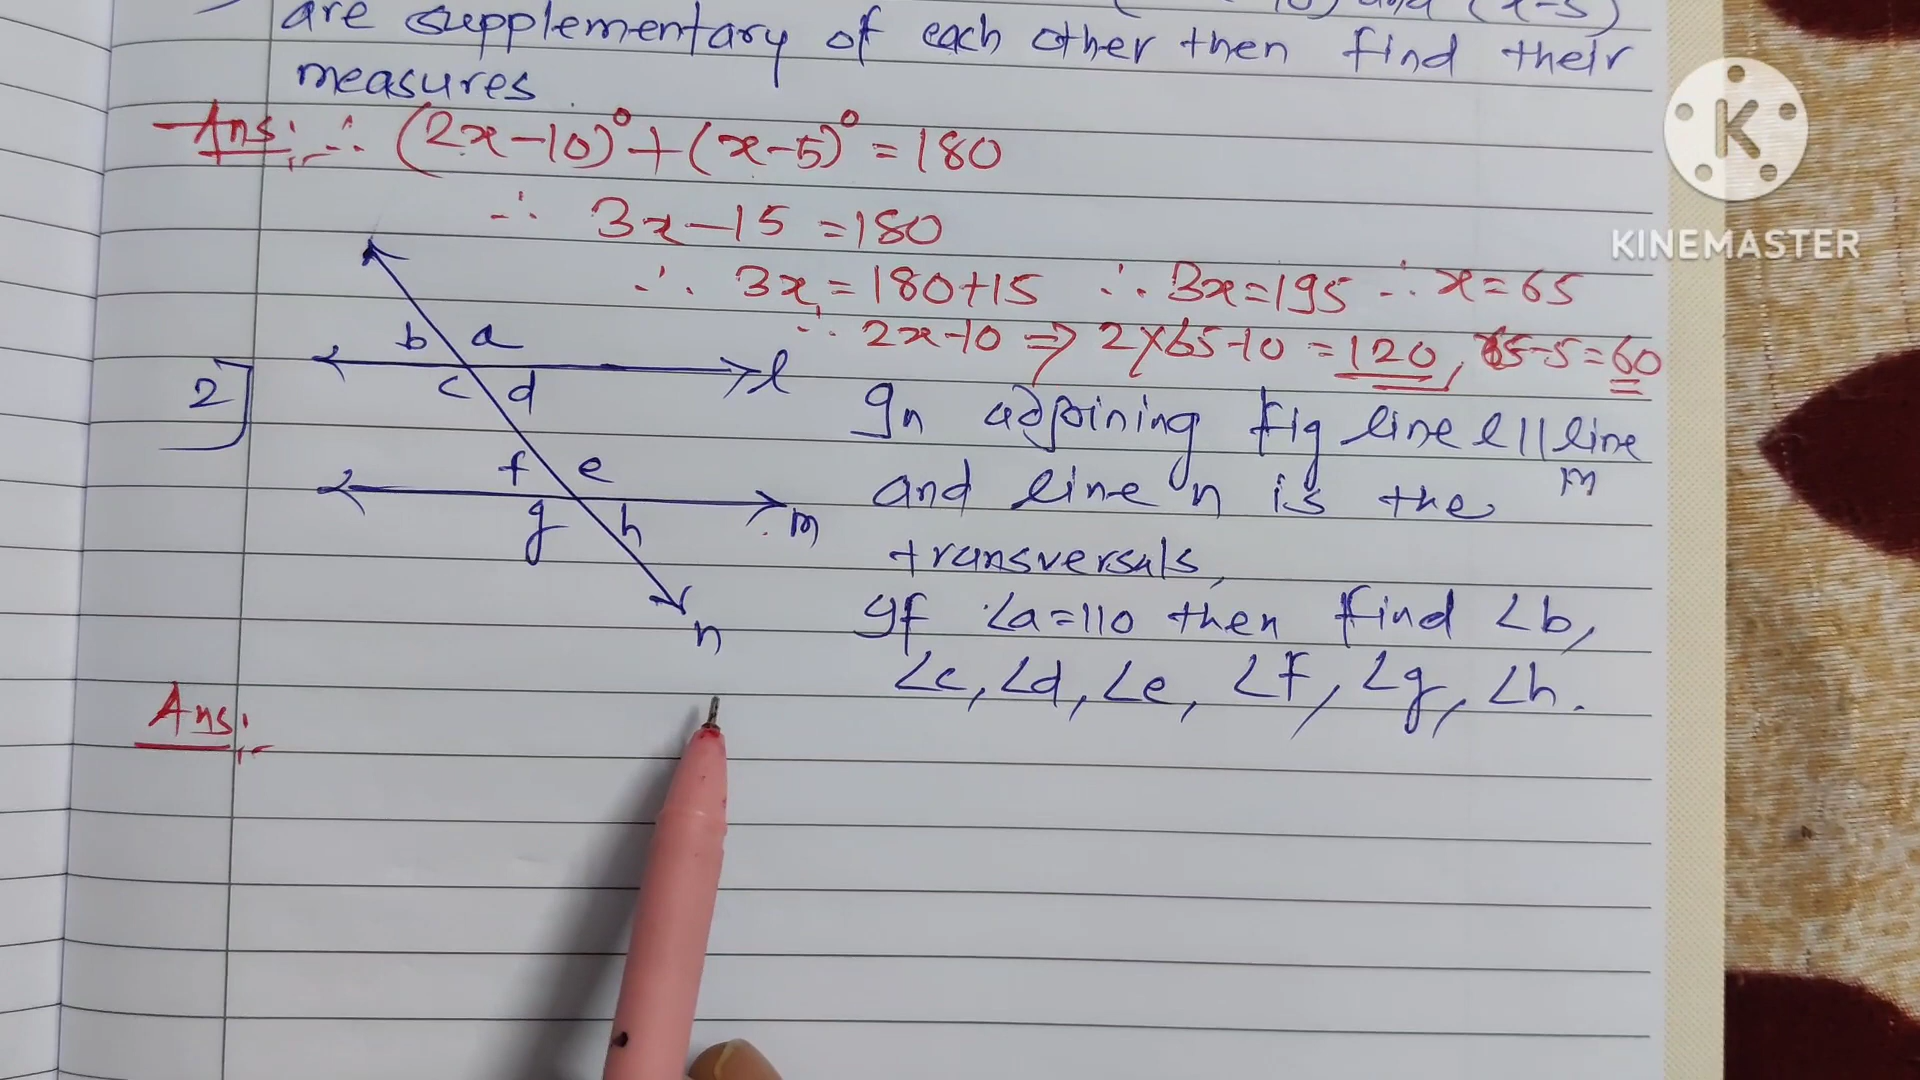 are supplementary of each other then find their
measures
Ans: ∴ (2x-10)° + (x-5)° = 180
∴ 3x-15 = 180
∴ 3x = 180+15 ∴ 3x=195 ∴ x=65
∴ 2x-10 ⇒ 2×65-10 = 120, 65-5=60
2]
b a
c d
l
f e
g h
m
n
In adjoining fig line l || line
m
and line n is the
transversals,
If ∠a=110 then find ∠b,
∠c, ∠d, ∠e, ∠f, ∠g, ∠h.
Ans:
K
KINEMASTER